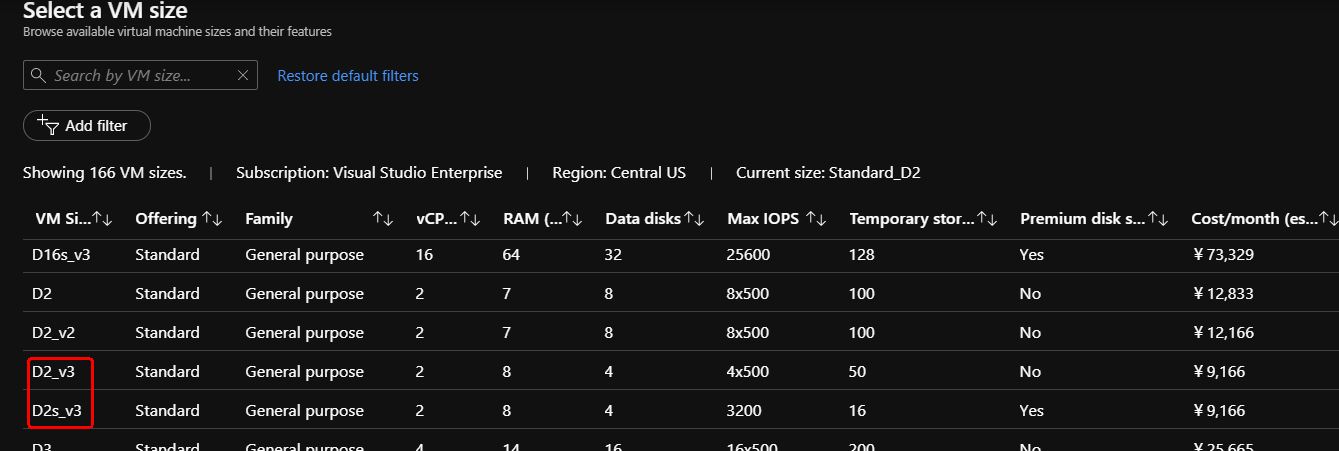 Select a VM size
Browse available virtual machine sizes and their features
Search by VM size...
Restore default filters
Add filter
Showing 166 VM sizes. | Subscription: Visual Studio Enterprise | Region: Central US | Current size: Standard_D2
VM Si... Offering Family vCP... RAM (... Data disks Max IOPS Temporary stor... Premium disk s... Cost/month (es...
D16s_v3 Standard General purpose 16 64 32 25600 128 Yes ¥73,329
D2 Standard General purpose 2 7 8 8x500 100 No ¥12,833
D2_v2 Standard General purpose 2 7 8 8x500 100 No ¥12,166
D2_v3 Standard General purpose 2 8 4 4x500 50 No ¥9,166
D2s_v3 Standard General purpose 2 8 4 3200 16 Yes ¥9,166
D3 Standard General purpose 4 14 16 16x500 200 No ¥25,665